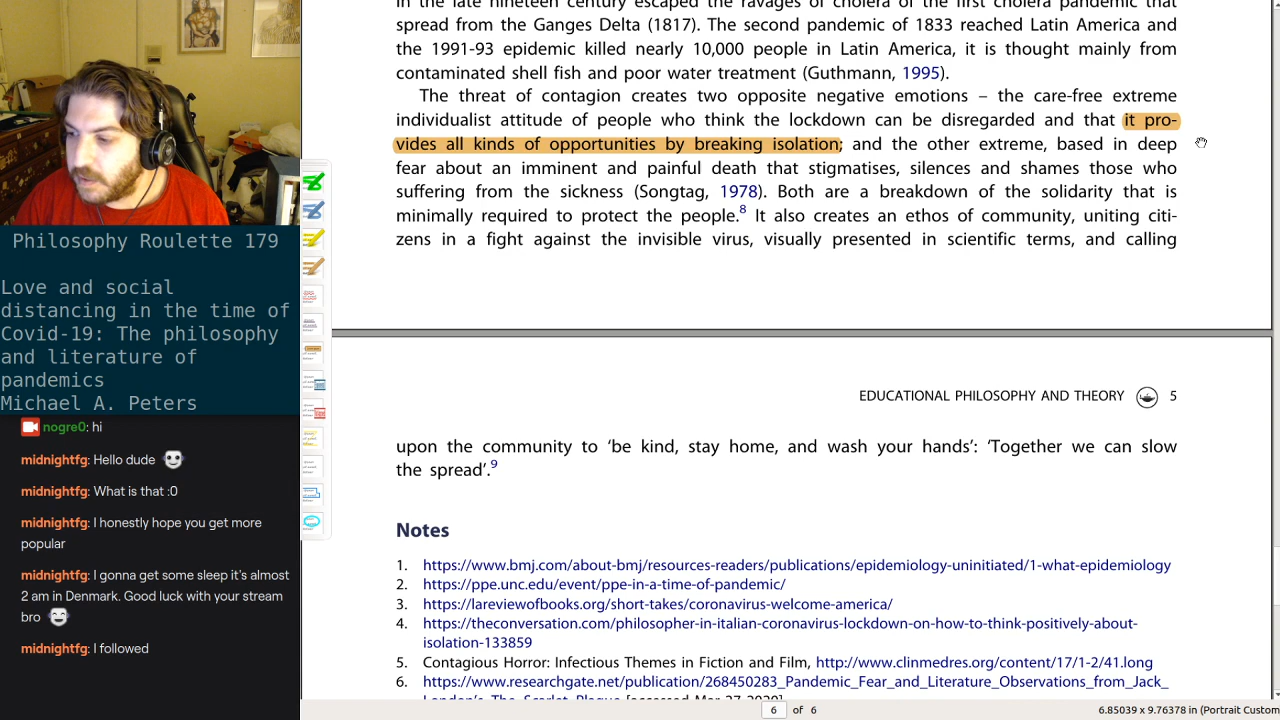 Philosophy Roulette 179
Love and social
distancing in the time of
Covid-19: The philosophy
and literature of
pandemics
Michael A. Peters
nogre0: hi
midnightfg: Hello dude
midnightfg: What is that :0
midnightfg: I honestly hope you get more
popular
midnightfg: I gonna get some sleep it's almost
2 am in Denmark. Good luck with your stream
bro
midnightfg: I followed
in the late nineteen century escaped the ravages of cholera of the first cholera pandemic that
spread from the Ganges Delta (1817). The second pandemic of 1833 reached Latin America and
the 1991-93 epidemic killed nearly 10,000 people in Latin America, it is thought mainly from
contaminated shell fish and poor water treatment (Guthmann, 1995).
The threat of contagion creates two opposite negative emotions – the care-free extreme
individualist attitude of people who think the lockdown can be disregarded and that it pro-
vides all kinds of opportunities by breaking isolation; and the other extreme, based in deep
fear about an imminent and painful death that stigmatises, silences and shames those who
suffering from the sickness (Songtag, 1978). Both are a breakdown of the solidarity that is
minimally required to protect the people. It also creates an ethos of community, uniting citi-
zens in a fight against the invisible virus visually presented in scientific terms, and calling
EDUCATIONAL PHILOSOPHY AND THEORY 5
upon the community to 'be kind, stay home, and wash your hands': together we can slow
the spread'.9
Notes
1. https://www.bmj.com/about-bmj/resources-readers/publications/epidemiology-uninitiated/1-what-epidemiology
2. https://ppe.unc.edu/event/ppe-in-a-time-of-pandemic/
3. https://lareviewofbooks.org/short-takes/coronavirus-welcome-america/
4. https://theconversation.com/philosopher-in-italian-coronavirus-lockdown-on-how-to-think-positively-about-
isolation-133859
5. Contagious Horror: Infectious Themes in Fiction and Film, http://www.clinmedres.org/content/17/1-2/41.long
6. https://www.researchgate.net/publication/268450283_Pandemic_Fear_and_Literature_Observations_from_Jack_
London's_The_Scarlet_Plague [accessed Mar 27 2020]
6 of 6
6.85039 x 9.76378 in (Portrait Custom